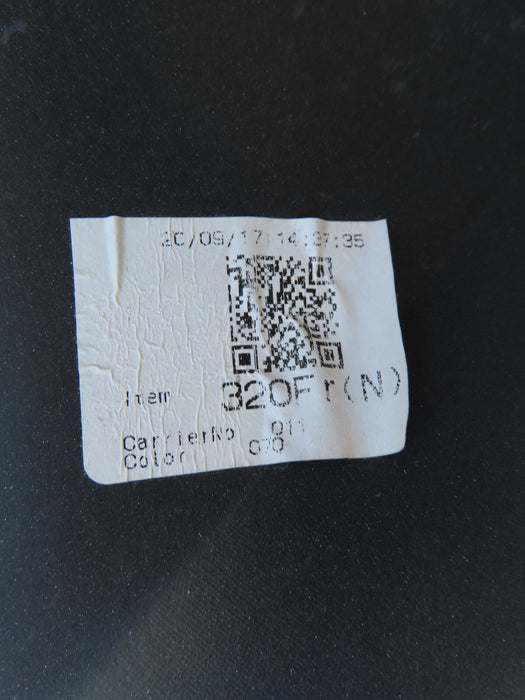 20/09/17 14:37:35
Item 320Fr(N)
CarrierNo 011
Color 070